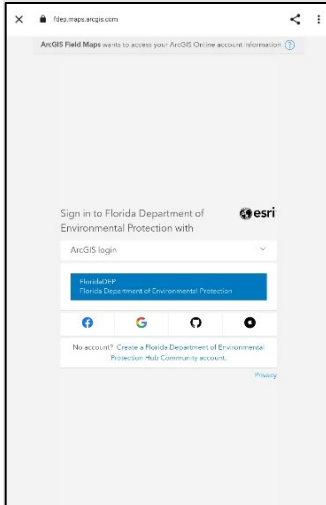 fdep.maps.arcgis.com
ArcGIS Field Maps wants to access your ArcGIS Online account information ?
Sign in to Florida Department of
Environmental Protection with
esri
ArcGIS login
FloridaDEP
Florida Department of Environmental Protection
No account? Create a Florida Department of Environmental
Protection Hub Community account.
Privacy